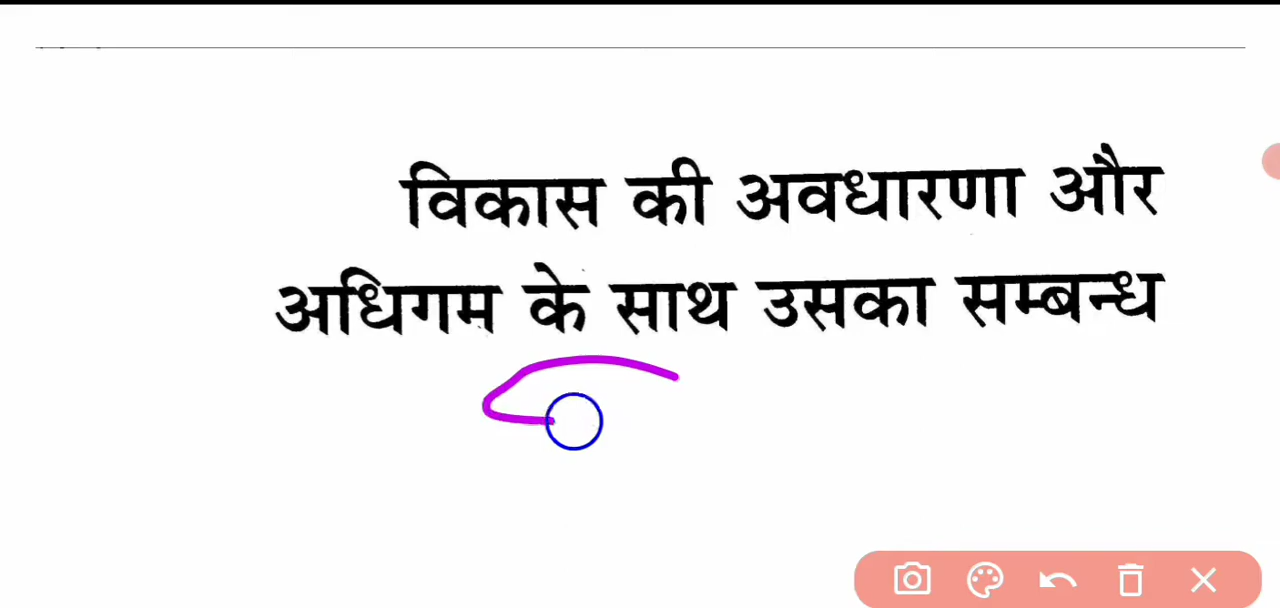 विकास की अवधारणा और
अधिगम के साथ उसका सम्बन्ध